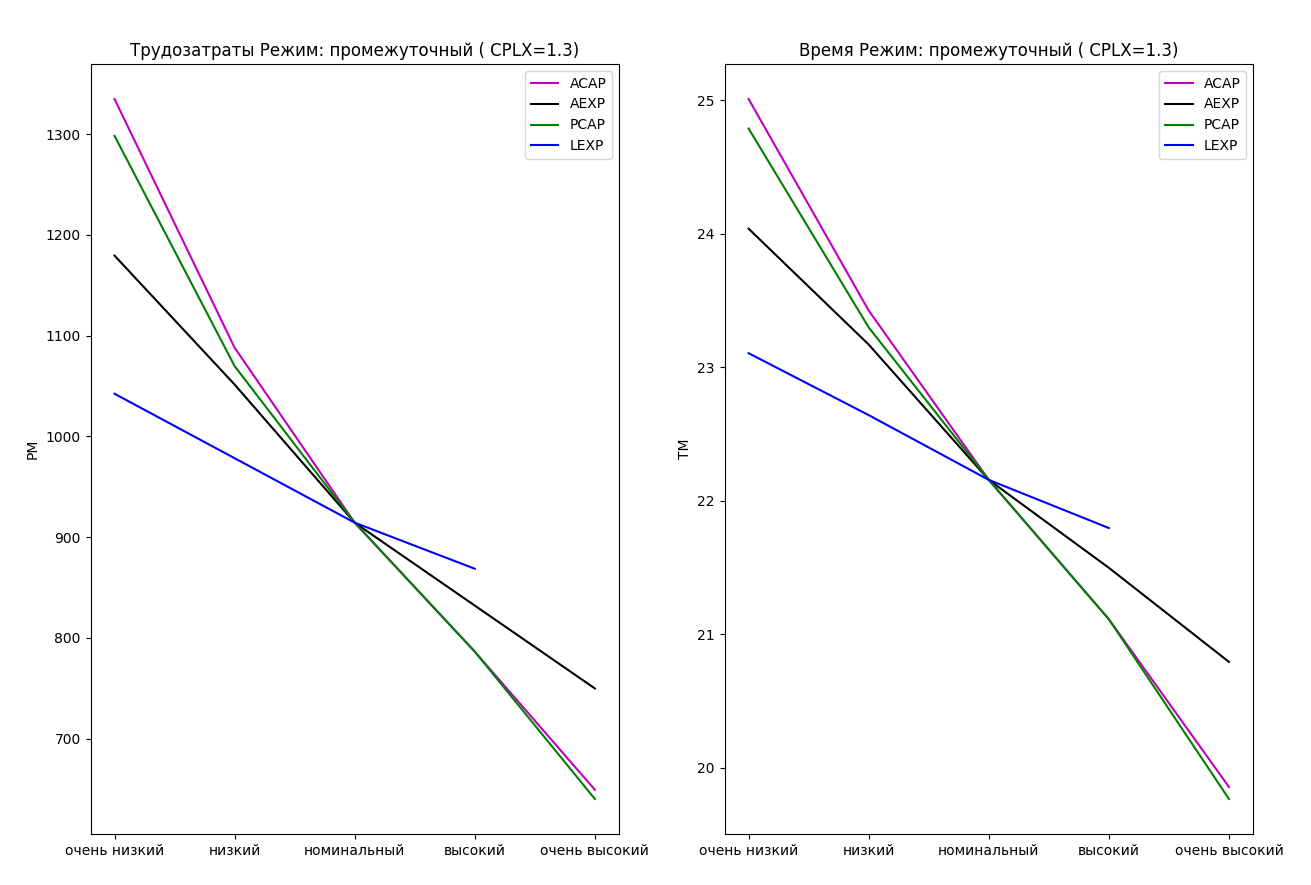 Трудозатраты Режим: промежуточный ( CPLX=1.3)
ACAP
AEXP
PCAP
LEXP
1300
1200
1100
1000
900
800
700
PM
очень низкий
низкий
номинальный
высокий
очень высокий
Время Режим: промежуточный ( CPLX=1.3)
ACAP
AEXP
PCAP
LEXP
25
24
23
22
21
20
TM
очень низкий
низкий
номинальный
высокий
очень высокий